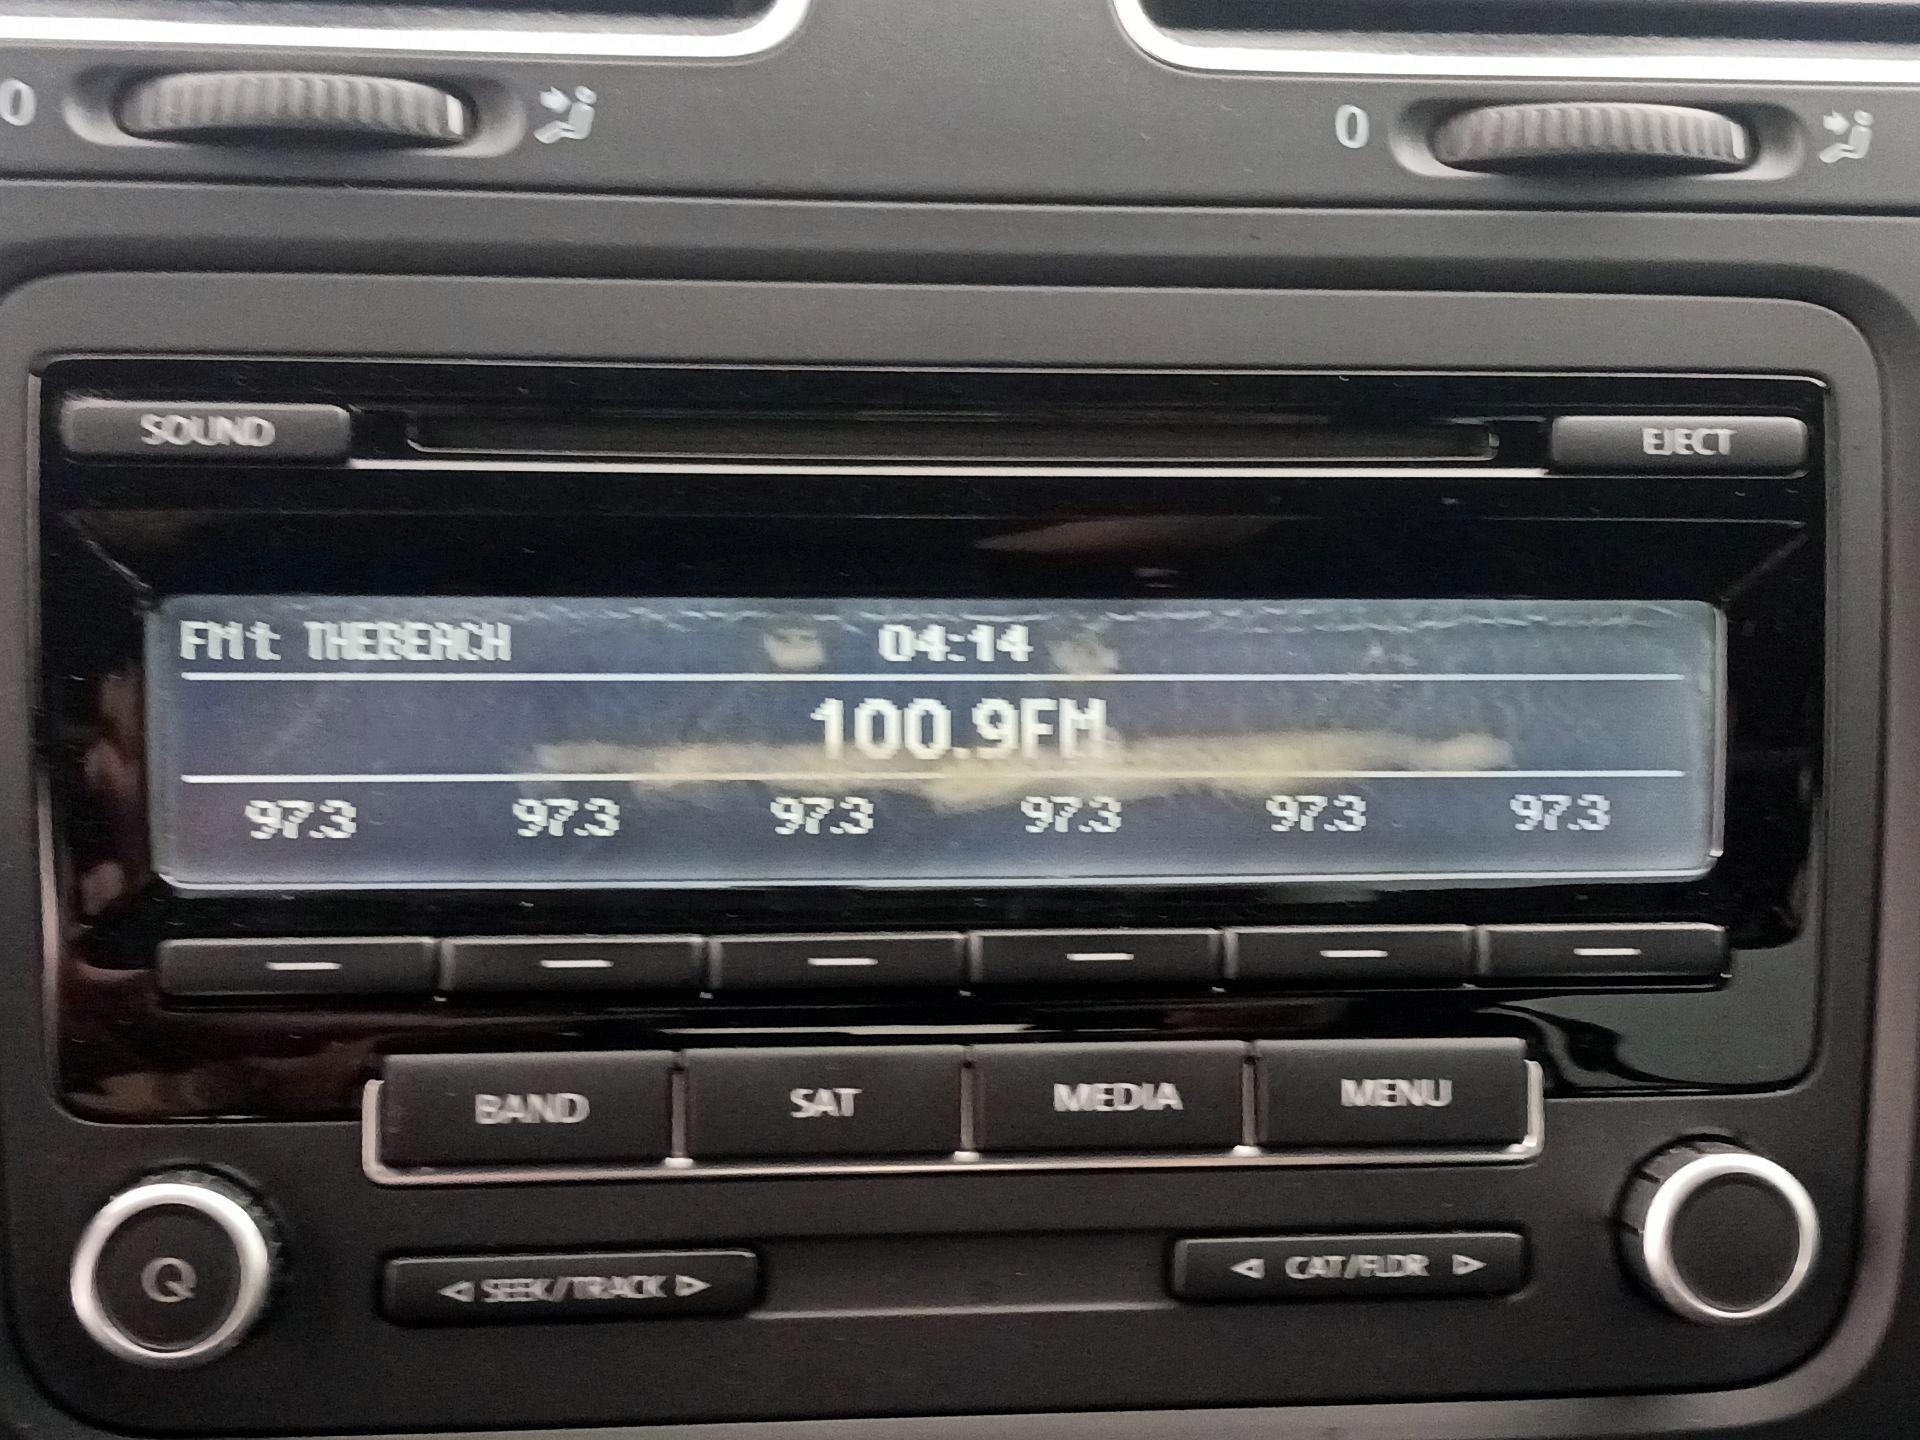 0
0
SOUND
EJECT
FM1 THEBEACH 04:14
100.9FM
97.3 97.3 97.3 97.3 97.3 97.3
BAND SAT MEDIA MENU
SEEK/TRACK
CAT/FLDR